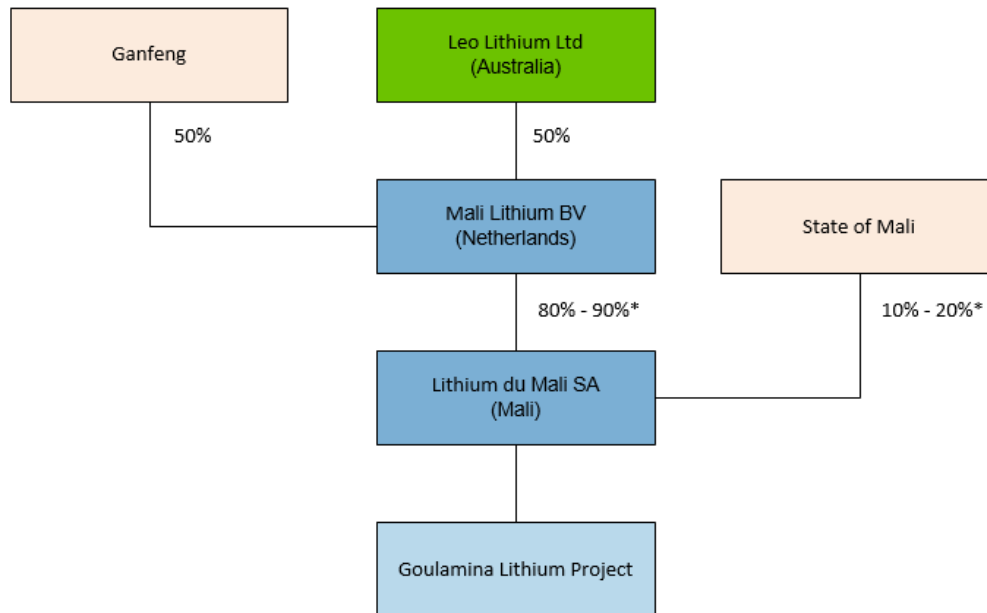 Ganfeng
Leo Lithium Ltd
(Australia)
50%
50%
Mali Lithium BV
(Netherlands)
State of Mali
80% - 90%*
10% - 20%*
Lithium du Mali SA
(Mali)
Goulamina Lithium Project